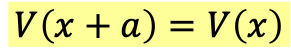 V(x + a) = V(x)